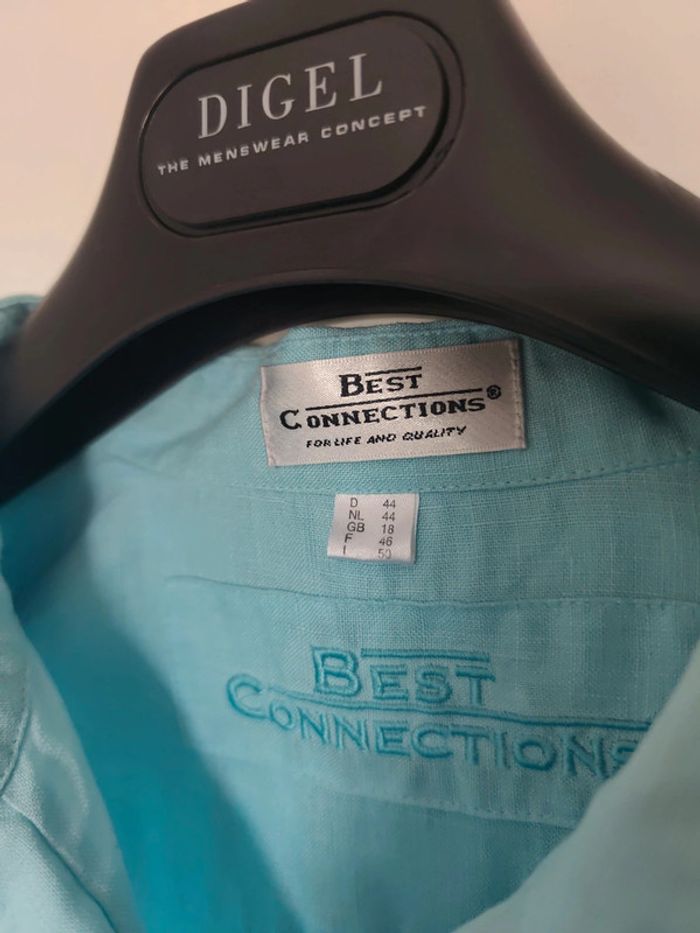 DIGEL
THE MENSWEAR CONCEPT
BEST
CONNECTIONS®
FOR LIFE AND QUALITY
D 44
NL 44
GB 18
F 46
I 50
BEST
CONNECTIONS